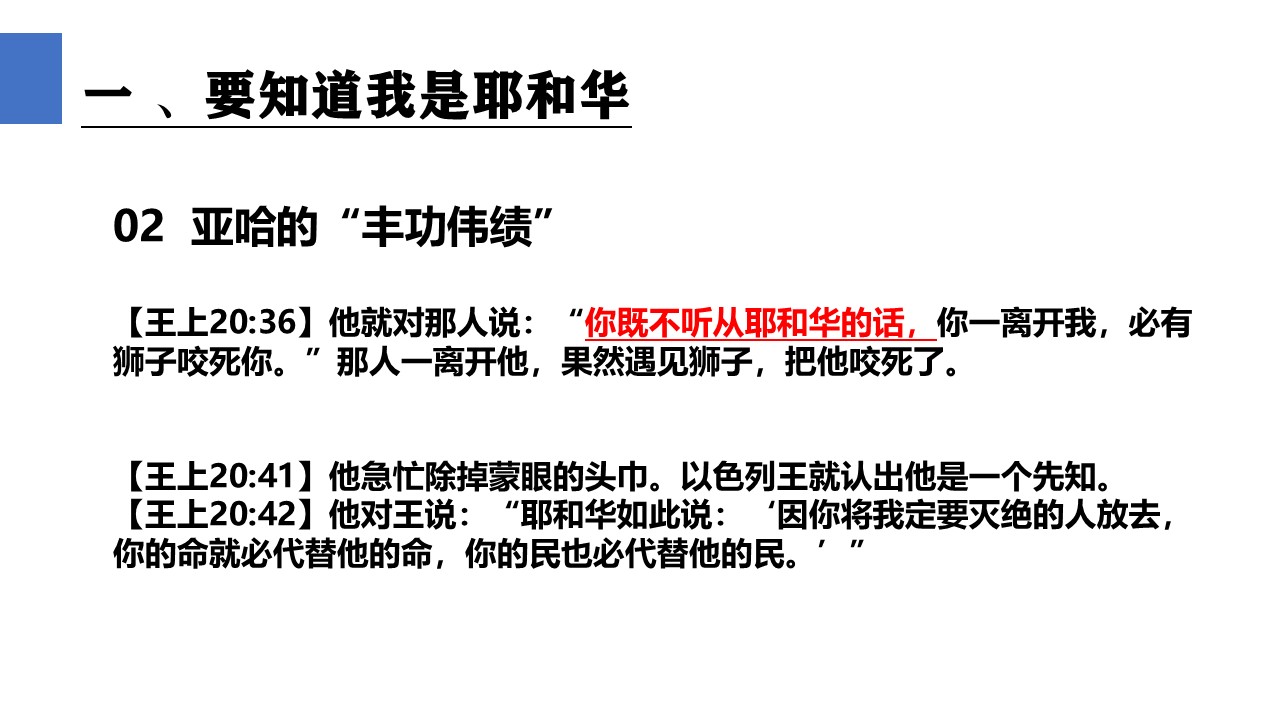 一 、要知道我是耶和华
02 亚哈的“丰功伟绩”
【王上20:36】他就对那人说：“你既不听从耶和华的话，你一离开我，必有
狮子咬死你。”那人一离开他，果然遇见狮子，把他咬死了。
【王上20:41】他急忙除掉蒙眼的头巾。以色列王就认出他是一个先知。
【王上20:42】他对王说：“耶和华如此说：‘因你将我定要灭绝的人放去，
你的命就必代替他的命，你的民也必代替他的民。’”